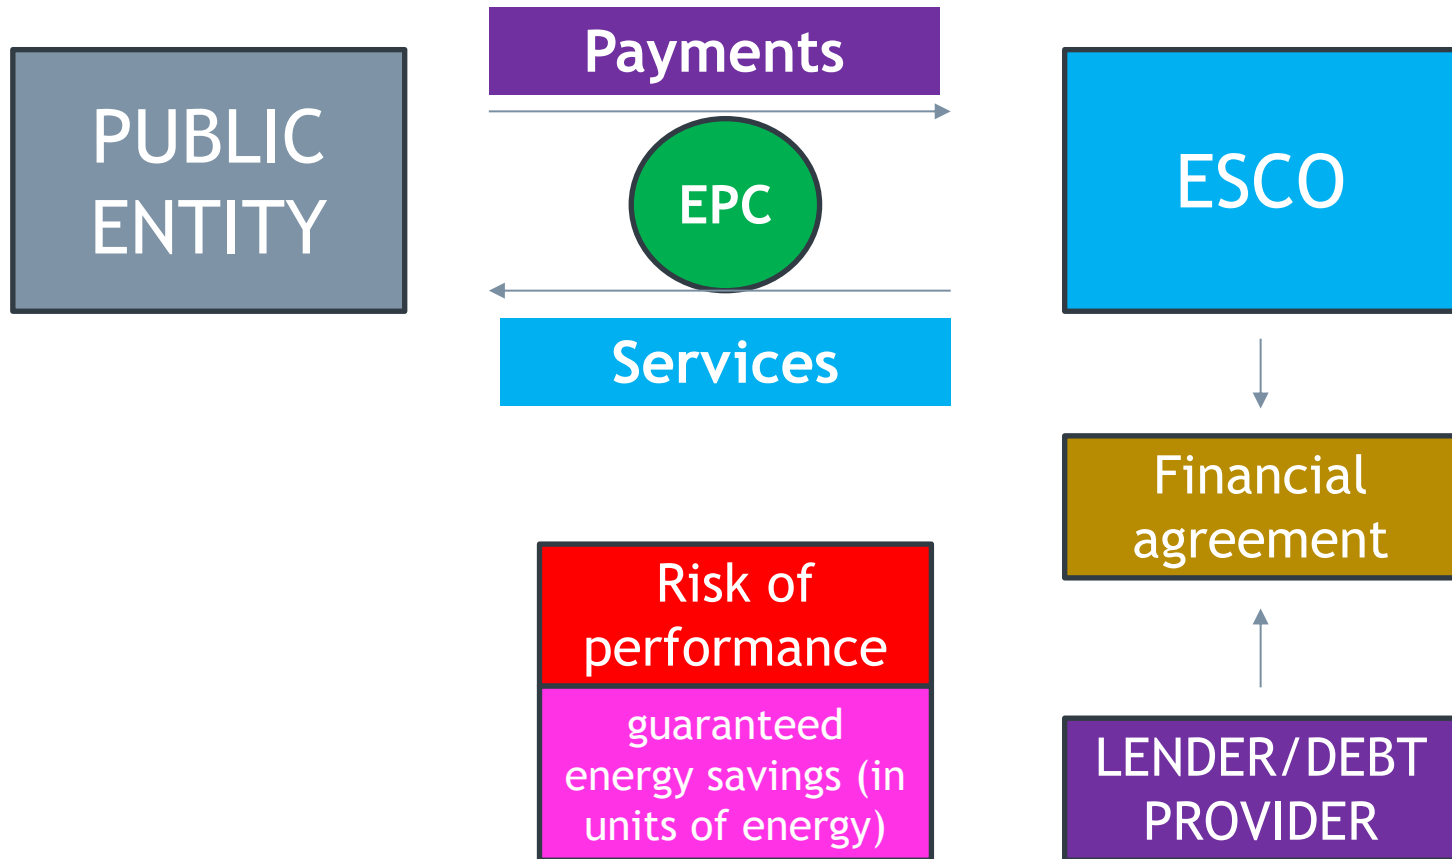 Payments
PUBLIC
ENTITY
EPC
ESCO
Services
Financial
agreement
Risk of
performance
guaranteed
energy savings (in
units of energy)
LENDER/DEBT
PROVIDER